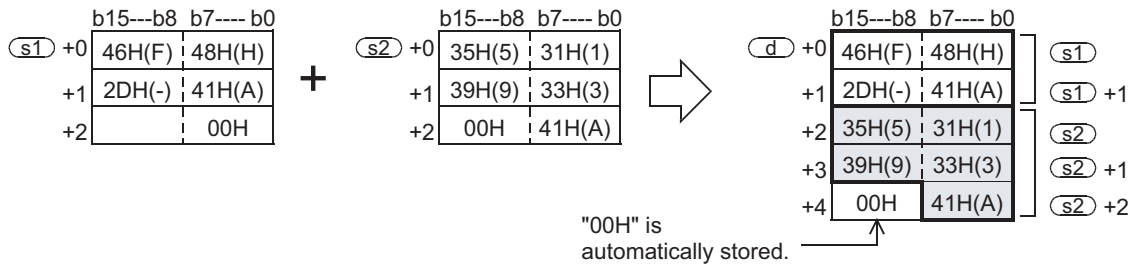 b15---b8 b7---- b0 b15---b8 b7---- b0 b15---b8 b7---- b0
s1 +0 46H(F) 48H(H) s2 +0 35H(5) 31H(1) d +0 46H(F) 48H(H) s1
+1 2DH(-) 41H(A) + +1 39H(9) 33H(3) +1 2DH(-) 41H(A) s1 +1
+2 00H +2 00H 41H(A) +2 35H(5) 31H(1) s2
+3 39H(9) 33H(3) s2 +1
+4 00H 41H(A) s2 +2
"00H" is
automatically stored.